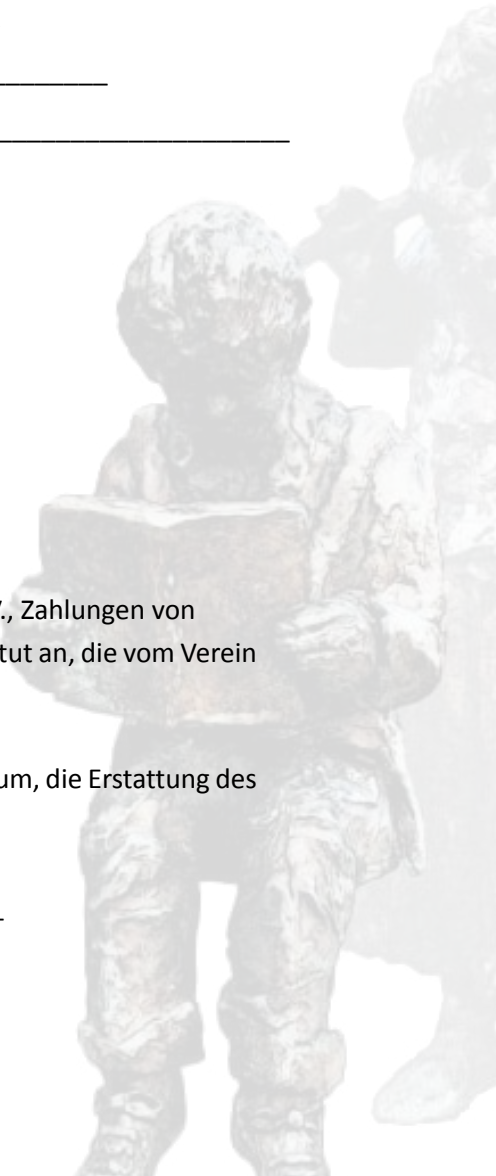 V., Zahlungen von
tut an, die vom Verein
um, die Erstattung des